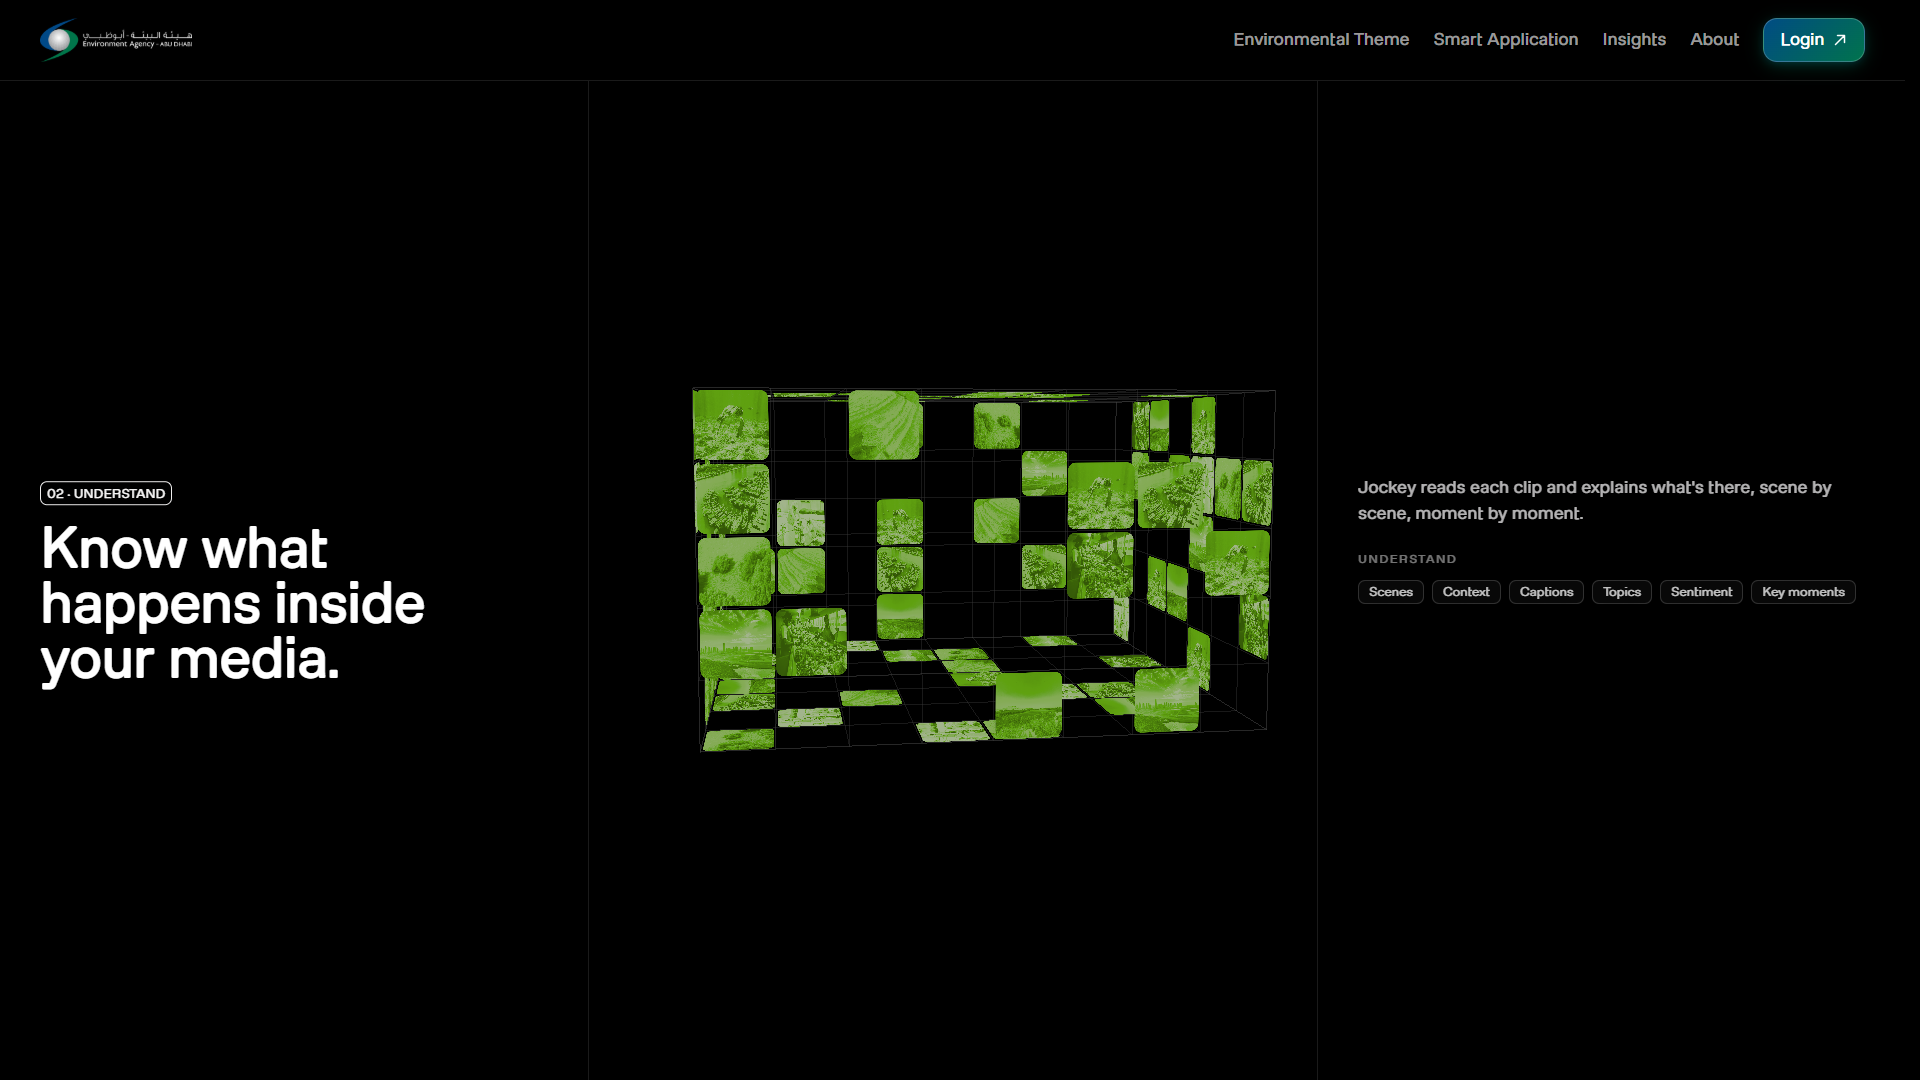 هيئة البيئة - أبوظبي
Environment Agency - ABU DHABI
Environmental Theme
Smart Application
Insights
About
Login
02 · UNDERSTAND
Know what
happens inside
your media.
Jockey reads each clip and explains what's there, scene by
scene, moment by moment.
UNDERSTAND
Scenes
Context
Captions
Topics
Sentiment
Key moments